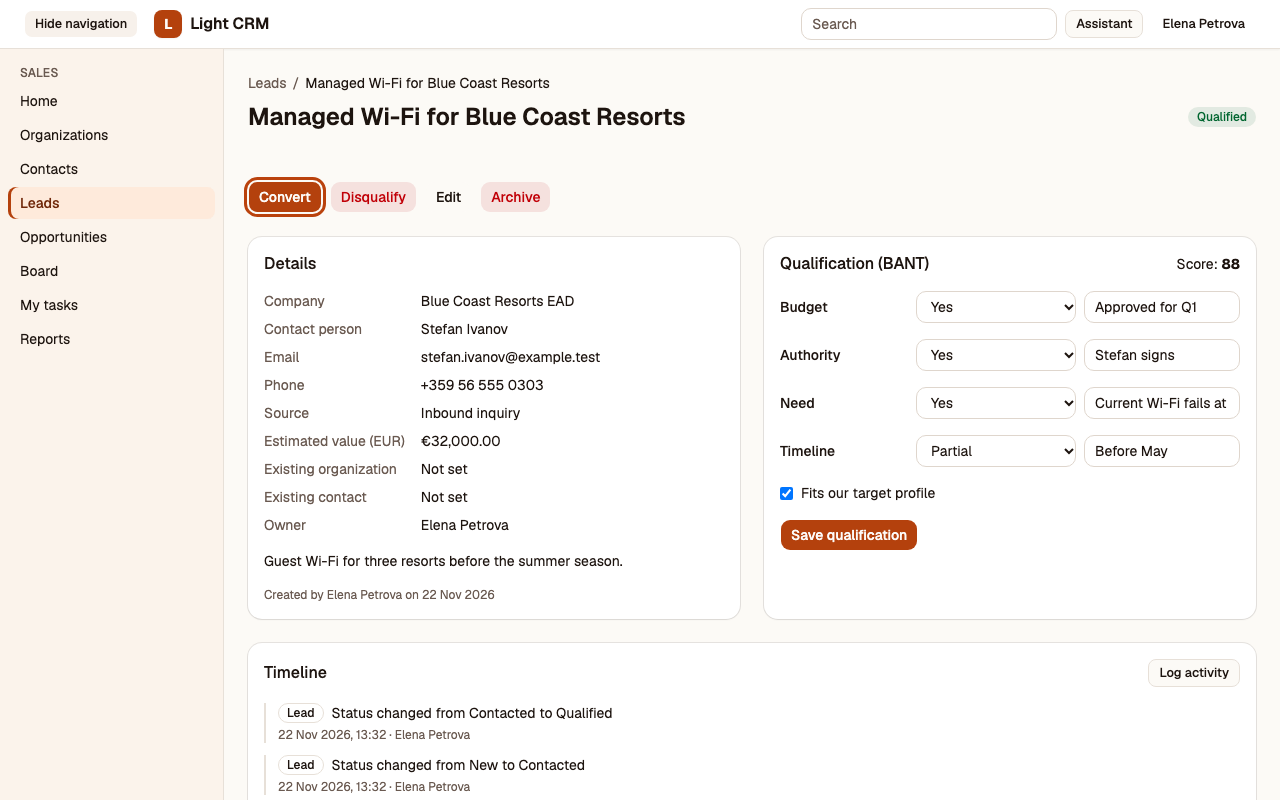 Hide navigation
L
Light CRM
Search
Assistant
Elena Petrova
SALES
Home
Organizations
Contacts
Leads
Opportunities
Board
My tasks
Reports
Leads / Managed Wi-Fi for Blue Coast Resorts
Managed Wi-Fi for Blue Coast Resorts
Qualified
Convert
Disqualify
Edit
Archive
Details
Company Blue Coast Resorts EAD
Contact person Stefan Ivanov
Email stefan.ivanov@example.test
Phone +359 56 555 0303
Source Inbound inquiry
Estimated value (EUR) €32,000.00
Existing organization Not set
Existing contact Not set
Owner Elena Petrova
Guest Wi-Fi for three resorts before the summer season.
Created by Elena Petrova on 22 Nov 2026
Qualification (BANT)
Score: 88
Budget Yes Approved for Q1
Authority Yes Stefan signs
Need Yes Current Wi-Fi fails at
Timeline Partial Before May
Fits our target profile
Save qualification
Timeline
Log activity
Lead Status changed from Contacted to Qualified
22 Nov 2026, 13:32 · Elena Petrova
Lead Status changed from New to Contacted
22 Nov 2026, 13:32 · Elena Petrova